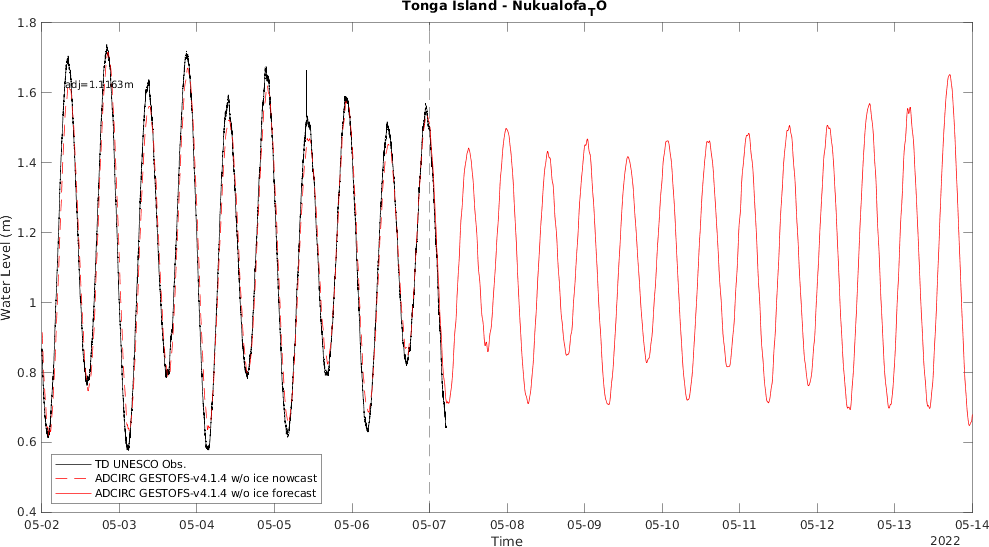 Tonga Island - NukualofaTO
1.8
1.6
1.4
1.2
1
0.8
0.6
0.4
Water Level (m)
adj=1.1163m
TD UNESCO Obs.
ADCIRC GESTOFS-v4.1.4 w/o ice nowcast
ADCIRC GESTOFS-v4.1.4 w/o ice forecast
05-02 05-03 05-04 05-05 05-06 05-07 05-08 05-09 05-10 05-11 05-12 05-13 05-14
Time
2022